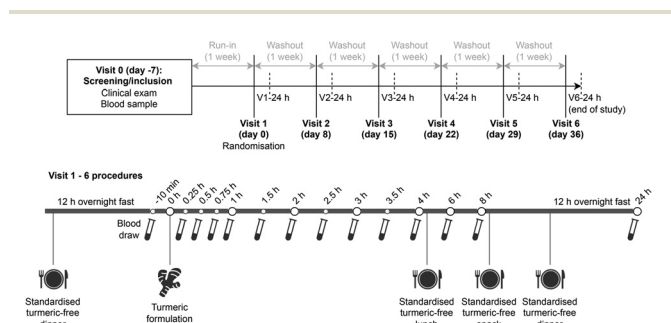 Run-in
(1 week)
Washout
(1 week)
Washout
(1 week)
Washout
(1 week)
Washout
(1 week)
Washout
(1 week)
Visit 0 (day -7):
Screening/inclusion
Clinical exam
Blood sample
V1-24 h
V2-24 h
V3-24 h
V4-24 h
V5-24 h
V6-24 h
(end of study)
Visit 1
(day 0)
Randomisation
Visit 2
(day 8)
Visit 3
(day 15)
Visit 4
(day 22)
Visit 5
(day 29)
Visit 6
(day 36)
Visit 1 - 6 procedures
12 h overnight fast
-10 min
0 h
0.25 h
0.5 h
0.75 h
1 h
1.5 h
2 h
2.5 h
3 h
3.5 h
4 h
6 h
8 h
12 h overnight fast
24 h
Blood
draw
Standardised
turmeric-free
dinner
Turmeric
formulation
Standardised
turmeric-free
lunch
Standardised
turmeric-free
snack
Standardised
turmeric-free
dinner